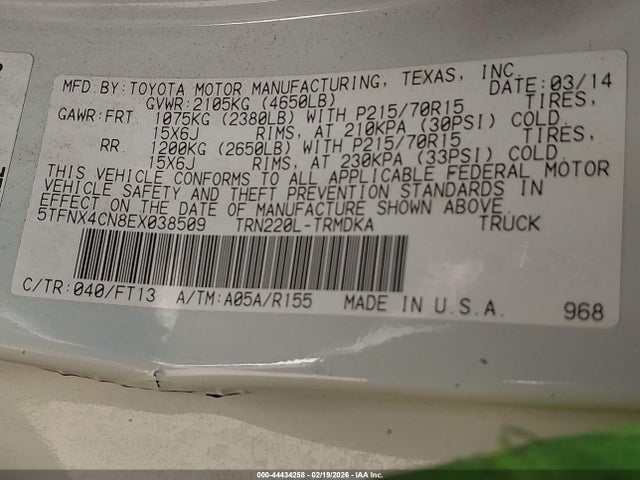 MFD. BY: TOYOTA MOTOR MANUFACTURING, TEXAS, INC.
GVWR: 2105KG (4650LB) DATE: 03/14
GAWR: FRT. 1075KG (2380LB) WITH P215/70R15 TIRES,
15X6J RIMS, AT 210KPA (30PSI) COLD.
RR. 1200KG (2650LB) WITH P215/70R15 TIRES,
15X6J RIMS, AT 230KPA (33PSI) COLD.
THIS VEHICLE CONFORMS TO ALL APPLICABLE FEDERAL MOTOR
VEHICLE SAFETY AND THEFT PREVENTION STANDARDS IN
EFFECT ON THE DATE OF MANUFACTURE SHOWN ABOVE.
5TFNX4CN8EX038509 TRN220L-TRMDKA TRUCK
C/TR: 040/FT13 A/TM: A05A/R155 MADE IN U.S.A. 968
000-44434258 - 02/19/2026 - IAA Inc.